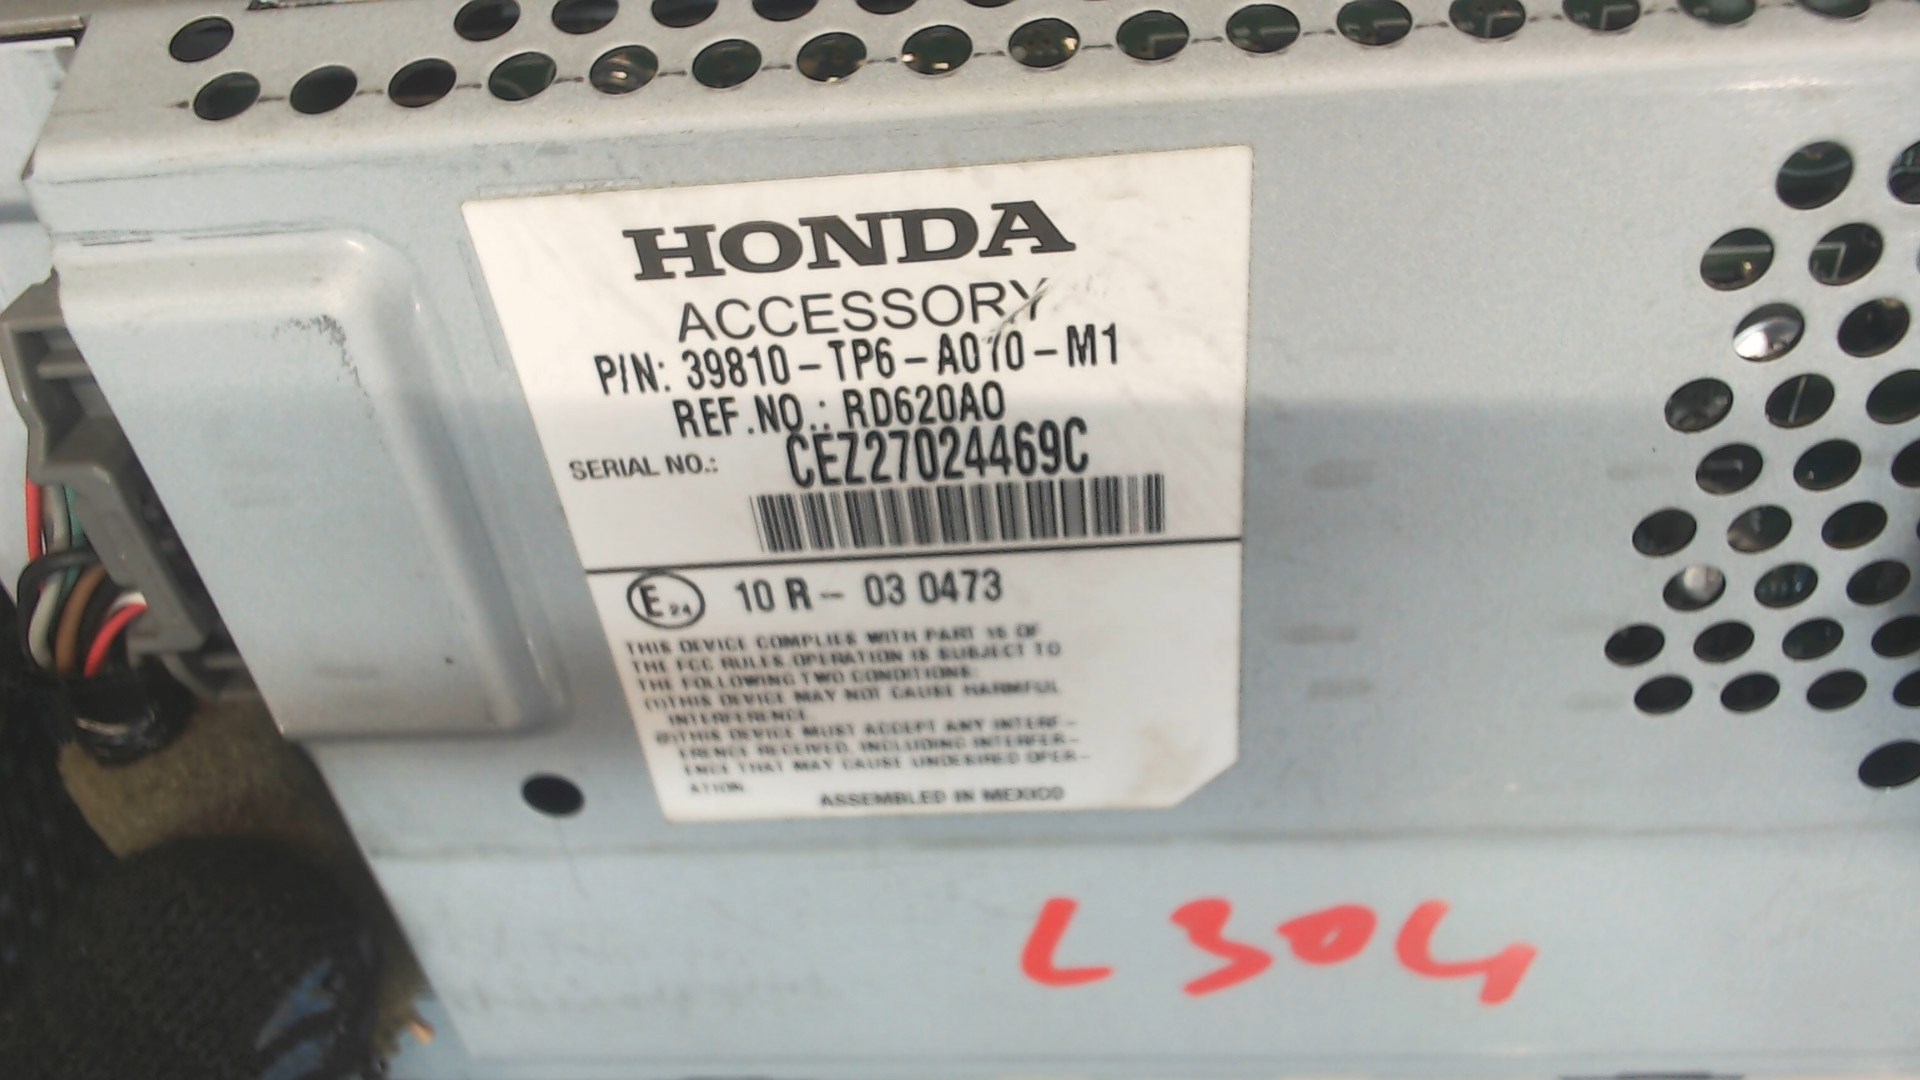 HONDA
ACCESSORY
P/N: 39810-TP6-A010-M1
REF.NO.: RD620A0
SERIAL NO.: CEZ27024469C
E24 10 R- 03 0473
THIS DEVICE COMPLIES WITH PART 15 OF
THE FCC RULES.OPERATION IS SUBJECT TO
THE FOLLOWING TWO CONDITIONS:
(1)THIS DEVICE MAY NOT CAUSE HARMFUL
INTERFERENCE.
(2)THIS DEVICE MUST ACCEPT ANY INTERF-
ERENCE RECEIVED, INCLUDING INTERFER-
ENCE THAT MAY CAUSE UNDESIRED OPER-
ATION.
ASSEMBLED IN MEXICO
L304